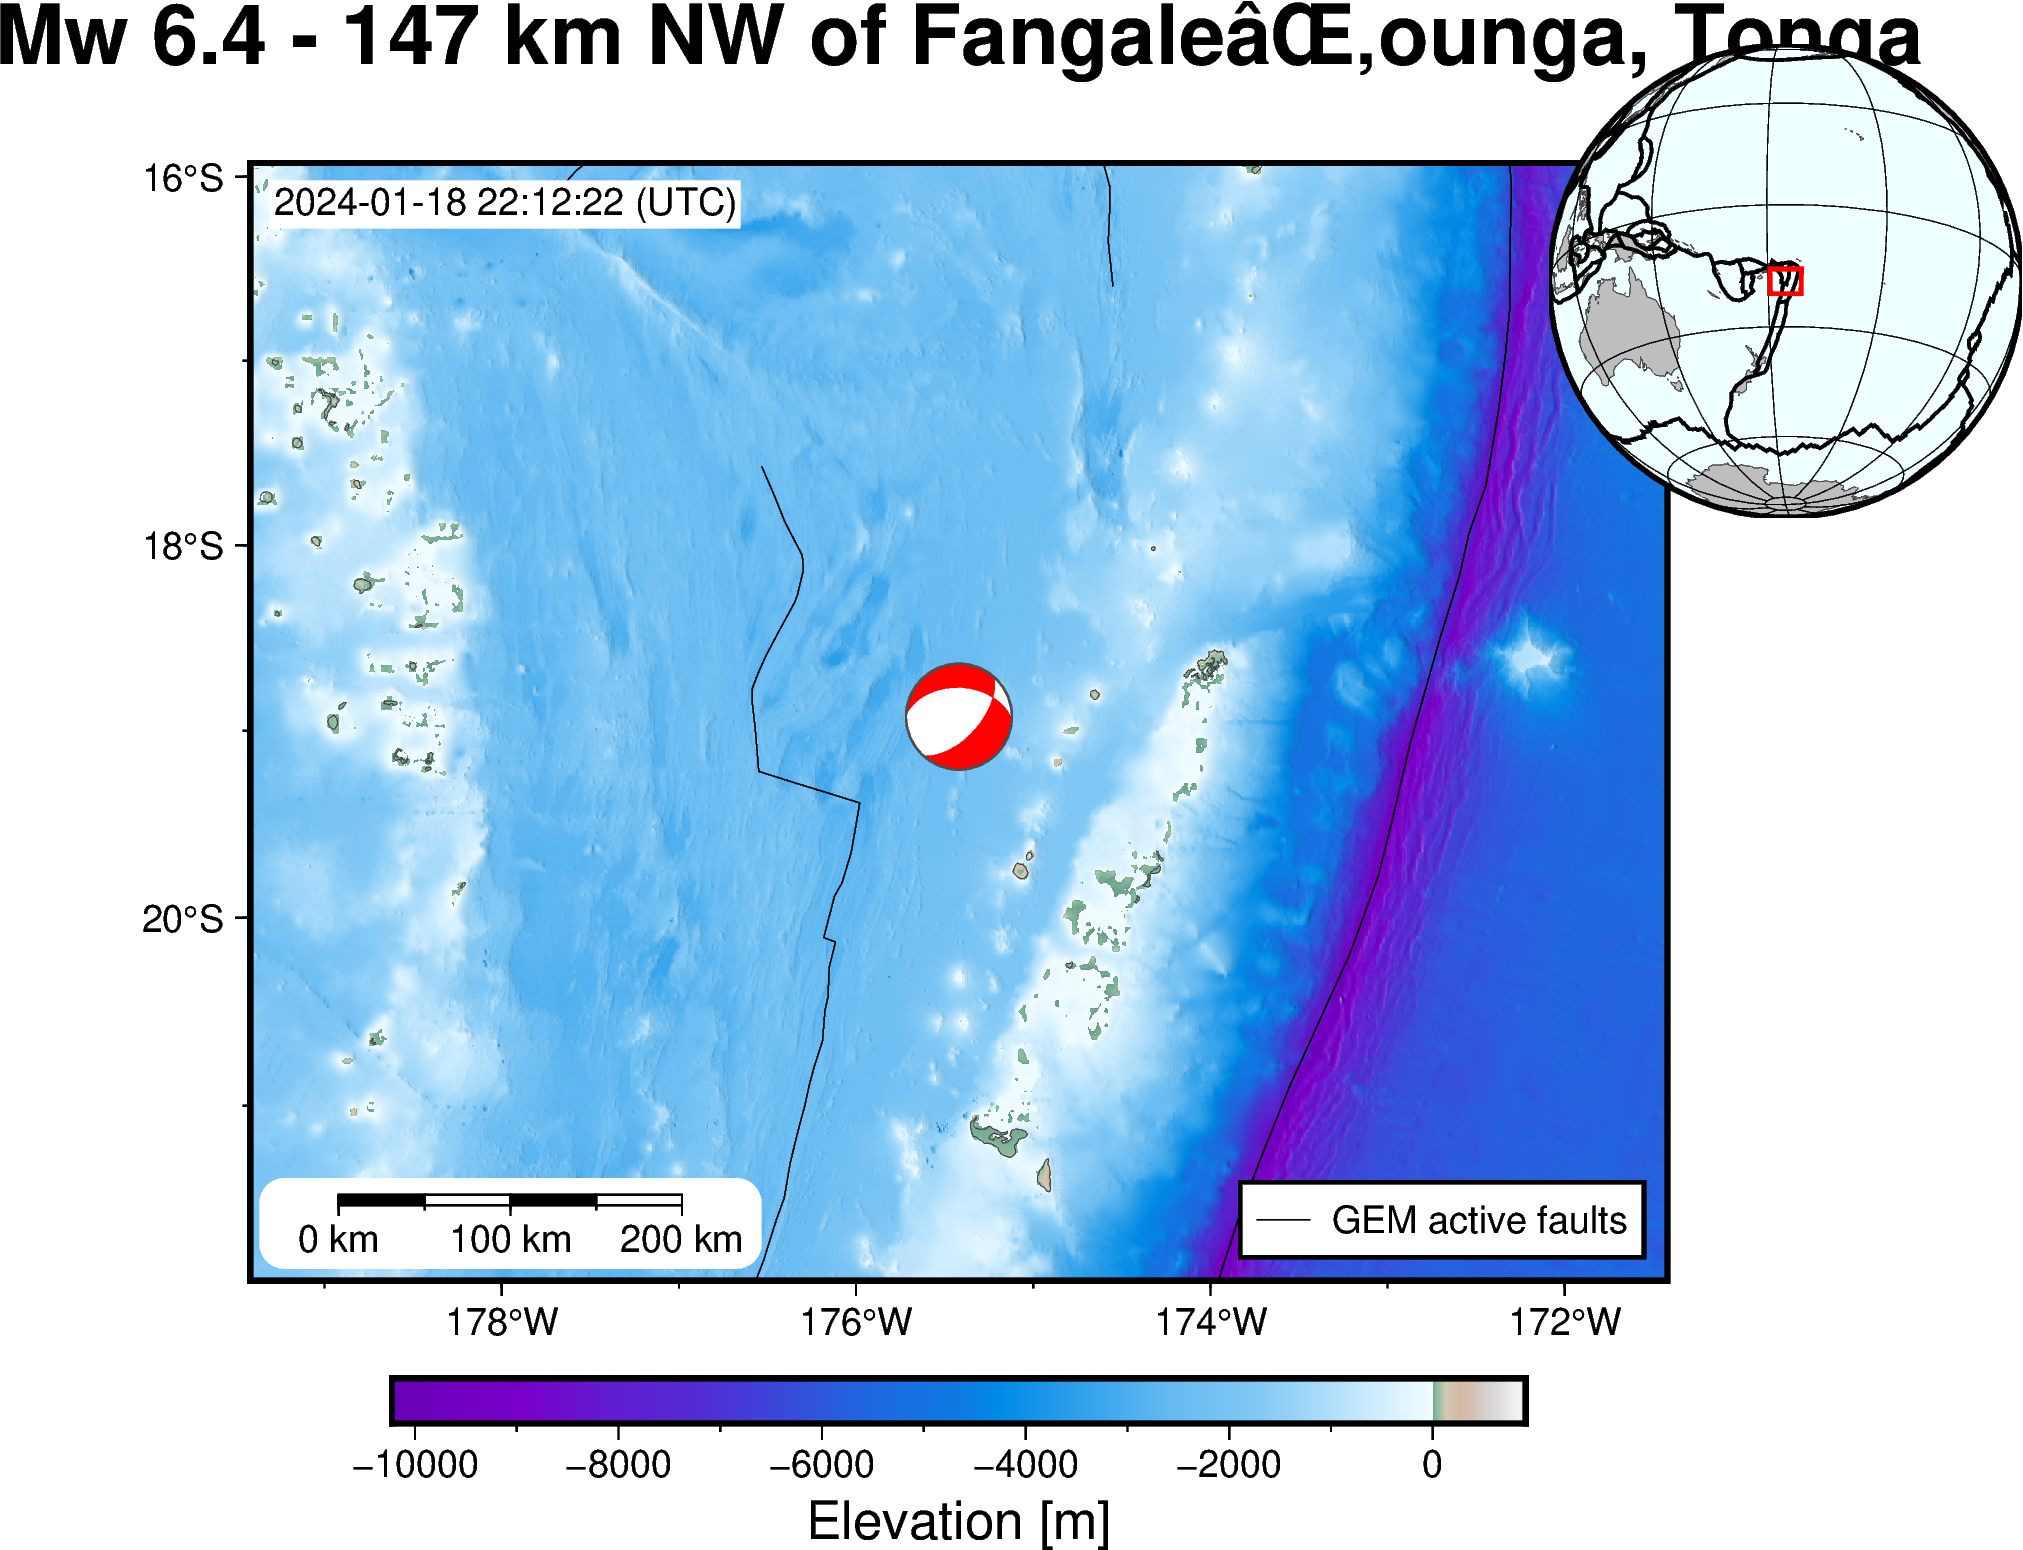 Mw 6.4 - 147 km NW of FangaleâŒ‚ounga, Tonga
16°S
2024-01-18 22:12:22 (UTC)
18°S
20°S
0 km 100 km 200 km
GEM active faults
178°W 176°W 174°W 172°W
−10000 −8000 −6000 −4000 −2000 0
Elevation [m]